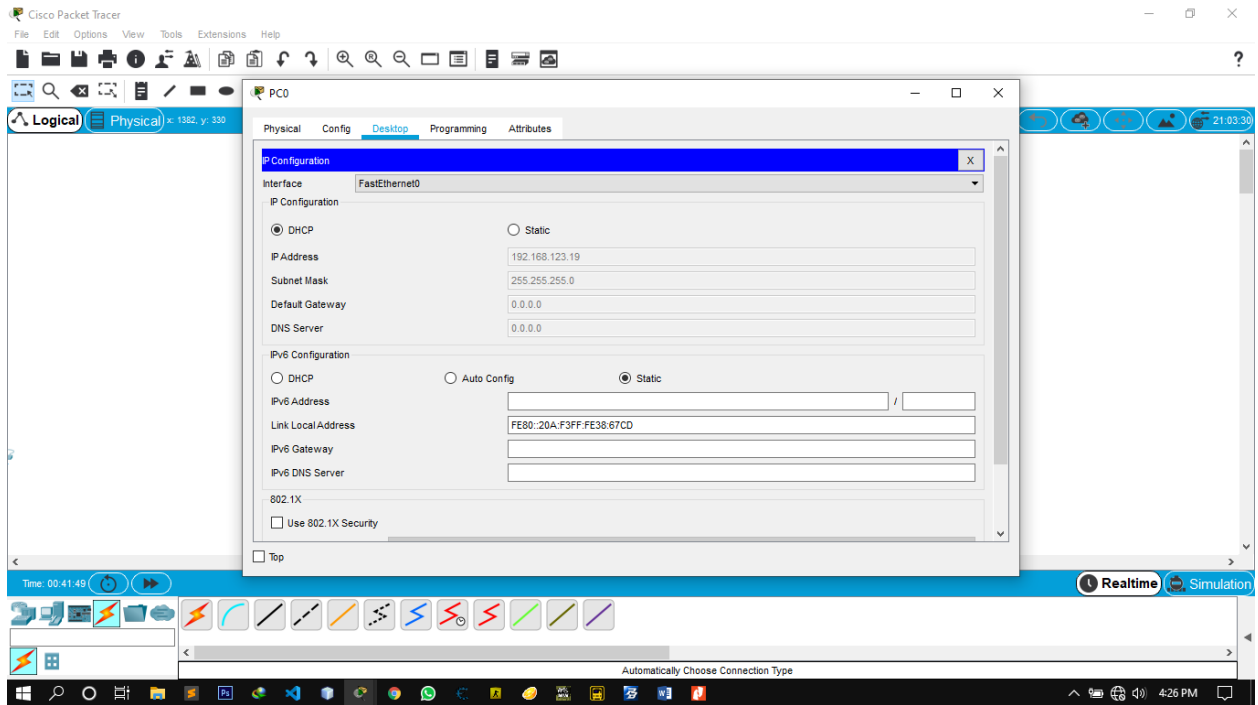 Cisco Packet Tracer
File Edit Options View Tools Extensions Help
?
PC0
Logical Physical x: 1382, y: 330
21:03:30
Physical Config Desktop Programming Attributes
IP Configuration X
Interface FastEthernet0
IP Configuration
DHCP Static
IP Address 192.168.123.19
Subnet Mask 255.255.255.0
Default Gateway 0.0.0.0
DNS Server 0.0.0.0
IPv6 Configuration
DHCP Auto Config Static
IPv6 Address /
Link Local Address FE80::20A:F3FF:FE38:67CD
IPv6 Gateway
IPv6 DNS Server
802.1X
Use 802.1X Security
Top
Time: 00:41:49 Realtime Simulation
Automatically Choose Connection Type
Ps 4:26 PM